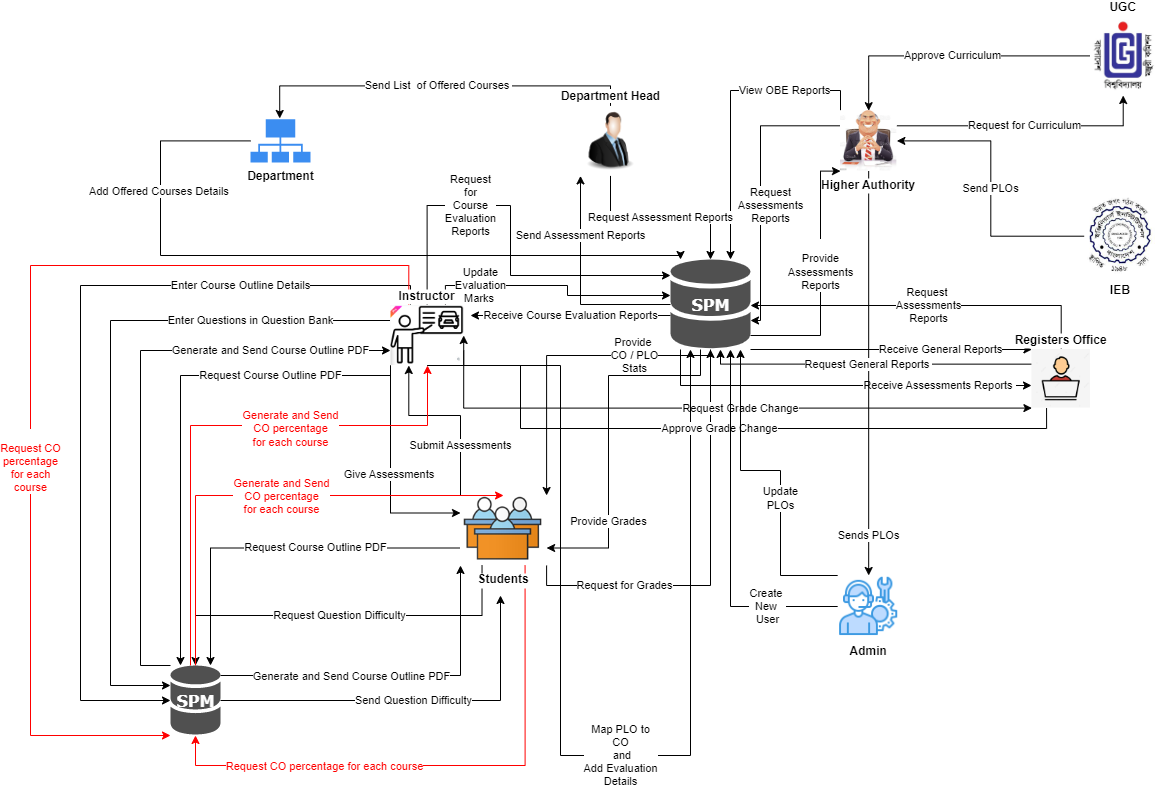 UGC
Approve Curriculum
বাংলাদেশ
মঞ্জুরী কমিশন
বিশ্ববিদ্যালয়
Send List of Offered Courses
Department Head
View OBE Reports
Request for Curriculum
Department
Add Offered Courses Details
Request
for
Course
Evaluation
Reports
Request Assessment Reports
Send Assessment Reports
Request
Assessments
Reports
Higher Authority
Send PLOs
১৯৪৮
IEB
Provide
Assessments
Reports
Enter Course Outline Details
Instructor
Update
Evaluation
Marks
SPM
Request
Assessments
Reports
Enter Questions in Question Bank
Receive Course Evaluation Reports
Registers Office
Generate and Send Course Outline PDF
Provide
CO / PLO
Stats
Receive General Reports
Request General Reports
Request Course Outline PDF
Receive Assessments Reports
Generate and Send
CO percentage
for each course
Request Grade Change
Approve Grade Change
Request CO
percentage
for each
course
Submit Assessments
Give Assessments
Generate and Send
CO percentage
for each course
Update
PLOs
Provide Grades
Sends PLOs
Request Course Outline PDF
Students
Request for Grades
Create
New
User
Request Question Difficulty
Admin
Generate and Send Course Outline PDF
SPM
Send Question Difficulty
Map PLO to
CO
and
Add Evaluation
Details
Request CO percentage for each course